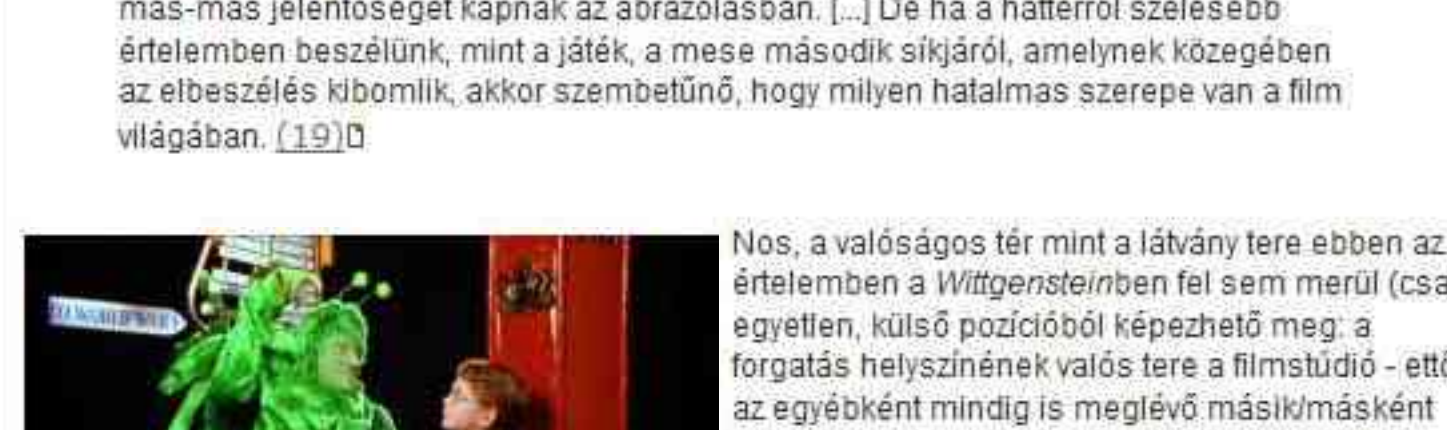 más-más jelentőséget kapnak az ábrázolásban. [...] De ha a háttérről szélesebb
értelemben beszélünk, mint a játék, a mese második síkjáról, amelynek közegében
az elbeszélés kibomlik, akkor szembetűnő, hogy milyen hatalmas szerepe van a film
világában. (19)
Nos, a valóságos tér mint a látvány tere ebben az
értelemben a Wittgensteinben fel sem merül (csa
egyetlen, külső pozícióból képezhető meg: a
forgatás helyszínének valós tere a filmstúdió - ettő
az egyébként mindig is meglévő másik/másként